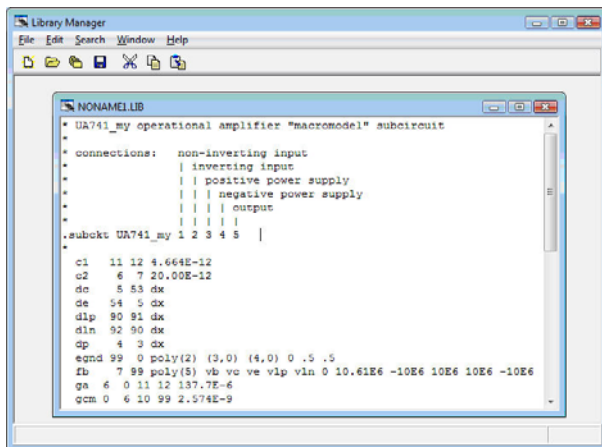 Library Manager
File Edit Search Window Help
NONAME1.LIB
* UA741_my operational amplifier "macromodel" subcircuit
*
* connections:   non-inverting input
*                | inverting input
*                | | positive power supply
*                | | | negative power supply
*                | | | | output
*                | | | | |
.subckt UA741_my 1 2 3 4 5
*
c1   11 12 4.664E-12
c2    6  7 20.00E-12
dc    5 53 dx
de   54  5 dx
dlp  90 91 dx
dln  92 90 dx
dp    4  3 dx
egnd 99  0 poly(2) (3,0) (4,0) 0 .5 .5
fb    7 99 poly(5) vb vc ve vlp vln 0 10.61E6 -10E6 10E6 10E6 -10E6
ga  6  0 11 12 137.7E-6
gcm 0  6 10 99 2.574E-9